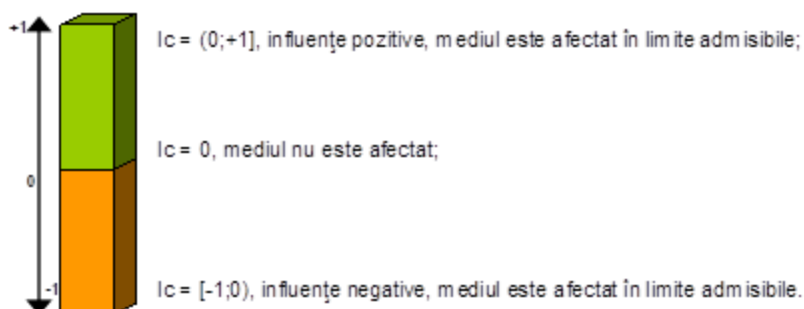 +1
Ic = (0;+1], influenţe pozitive, mediul este afectat în limite admisibile;
Ic = 0, mediul nu este afectat;
0
-1
Ic = [-1;0), influenţe negative, mediul este afectat în limite admisibile.